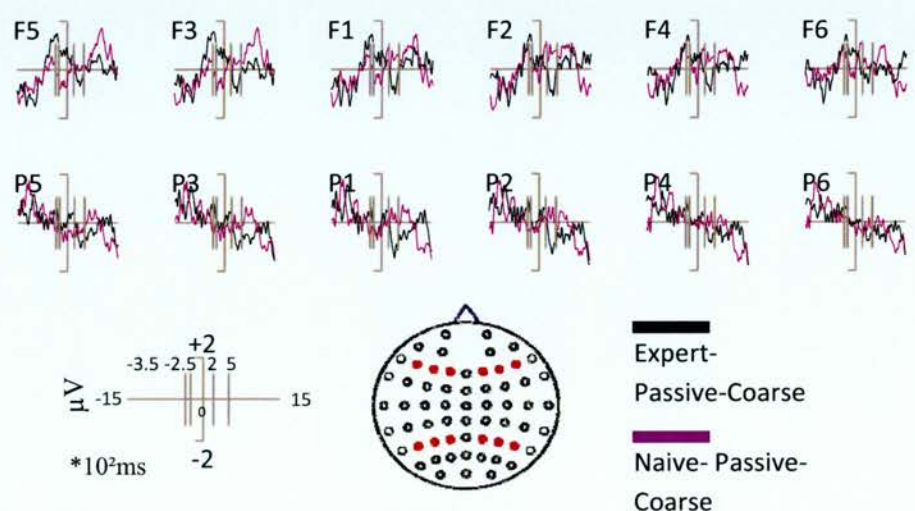 F5 F3 F1 F2 F4 F6
P5 P3 P1 P2 P4 P6
+2
-3.5 -2.5 2 5
μV
-15 0 15
-2
*10²ms
Expert-
Passive-Coarse
Naive- Passive-
Coarse